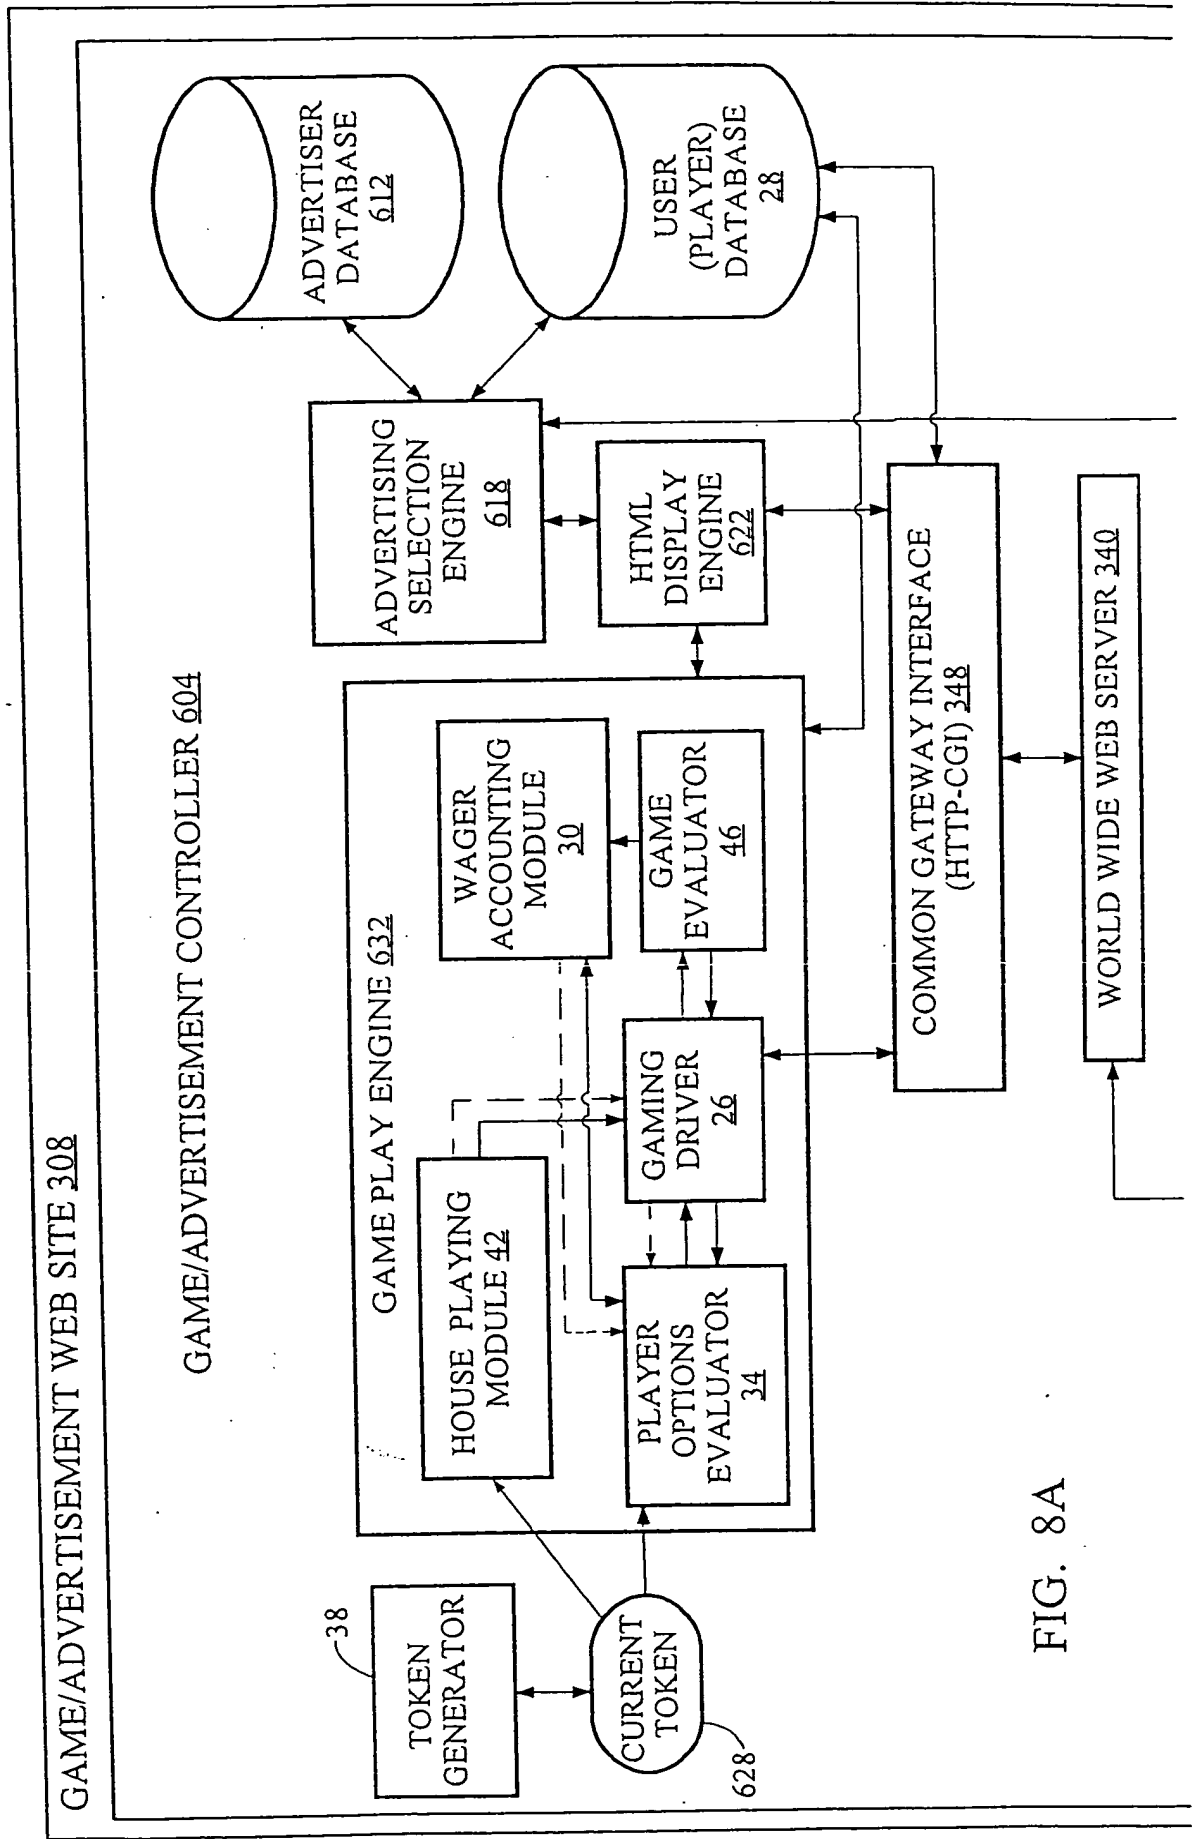 GAME/ADVERTISEMENT WEB SITE 308
GAME/ADVERTISEMENT CONTROLLER 604
38
TOKEN
GENERATOR
CURRENT
TOKEN
628
GAME PLAY ENGINE 632
HOUSE PLAYING
MODULE 42
WAGER
ACCOUNTING
MODULE
30
PLAYER
OPTIONS
EVALUATOR
34
GAMING
DRIVER
26
GAME
EVALUATOR
46
ADVERTISING
SELECTION
ENGINE
618
HTML
DISPLAY
ENGINE
622
ADVERTISER
DATABASE
612
USER
(PLAYER)
DATABASE
28
COMMON GATEWAY INTERFACE
(HTTP-CGI) 348
WORLD WIDE WEB SERVER 340
FIG. 8A